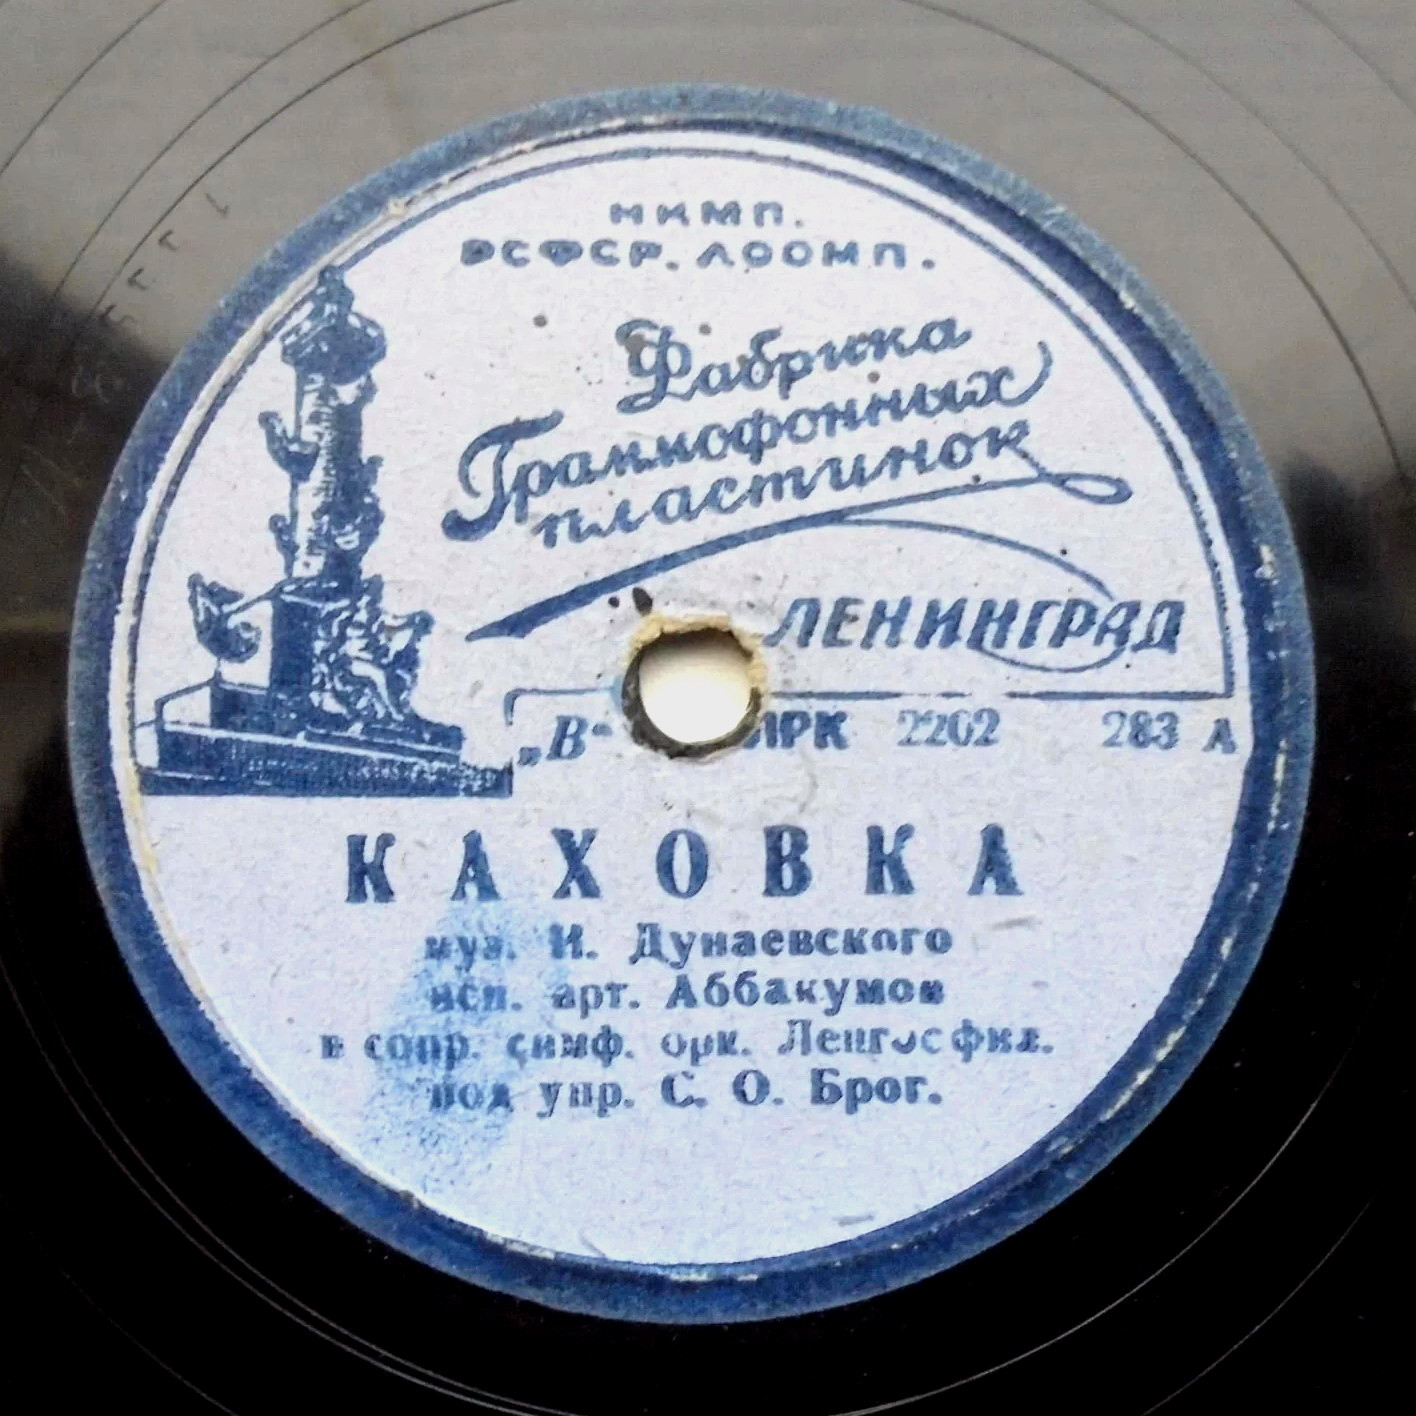 НКМП.
РСФСР. ЛООМП.
Фабрика
Граммофонных
пластинок
ЛЕНИНГРАД
„В“ ПРК 2202 283 А
КАХОВКА
муз. И. Дунаевского
исп. арт. Аббакумов
в сопр. симф. орк. Ленгосфил.
под упр. С. О. Брог.